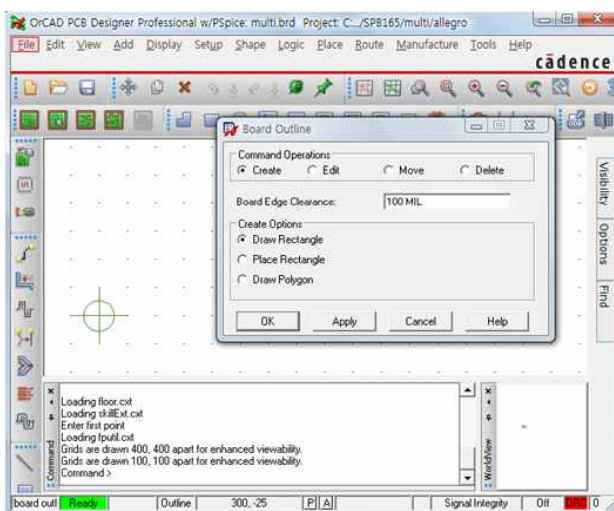 OrCAD PCB Designer Professional w/PSpice: multi.brd Project: C:.../SPB165/multi/allegro
File Edit View Add Display Setup Shape Logic Place Route Manufacture Tools Help
cādence
Board Outline
Command Operations
Create Edit Move Delete
Board Edge Clearance: 100 MIL
Create Options
Draw Rectangle
Place Rectangle
Draw Polygon
OK Apply Cancel Help
Visibility
Options
Find
Command
Loading floor.cxt
Loading skillExt.cxt
Enter first point
Loading fputil.cxt
Grids are drawn 400, 400 apart for enhanced viewability.
Grids are drawn 100, 100 apart for enhanced viewability.
Command >
WorldView
board outl Ready Outline 300, -25 P A Signal Integrity Off DRC 0